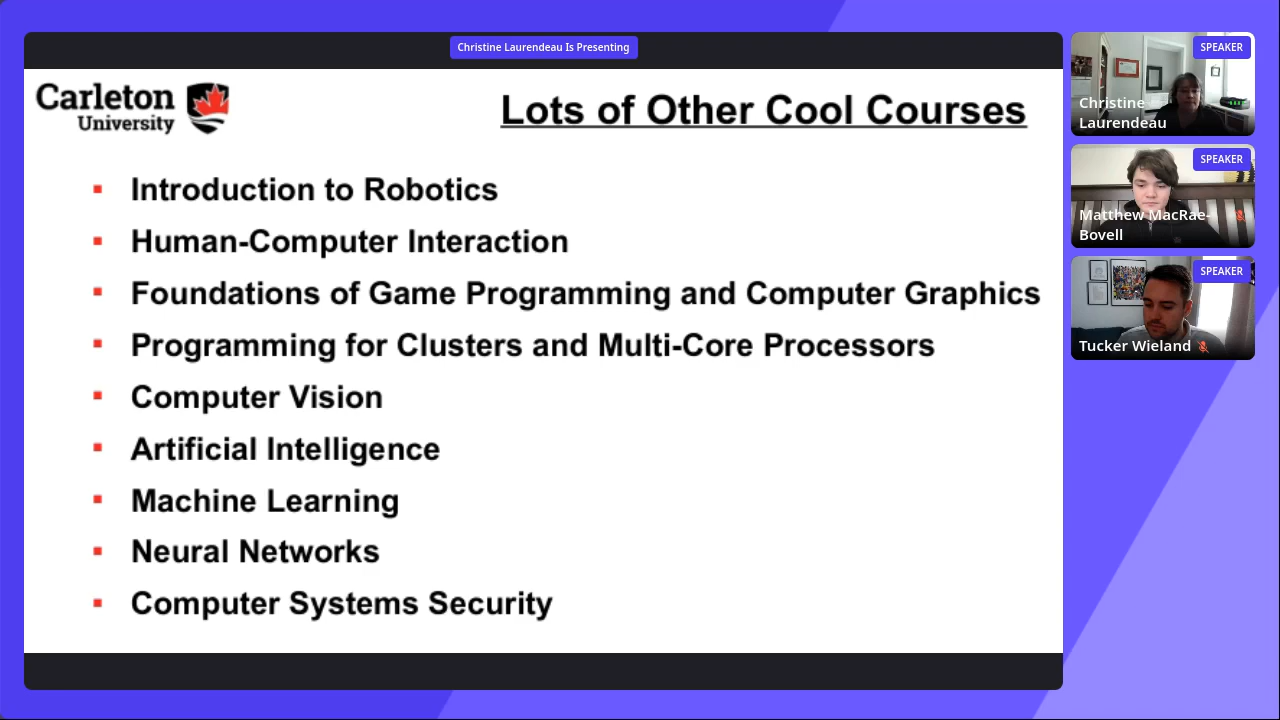 Christine Laurendeau Is Presenting
Carleton
University
Lots of Other Cool Courses
Introduction to Robotics
Human-Computer Interaction
Foundations of Game Programming and Computer Graphics
Programming for Clusters and Multi-Core Processors
Computer Vision
Artificial Intelligence
Machine Learning
Neural Networks
Computer Systems Security
SPEAKER
Christine
Laurendeau
SPEAKER
Matthew MacRae-
Bovell
SPEAKER
Tucker Wieland